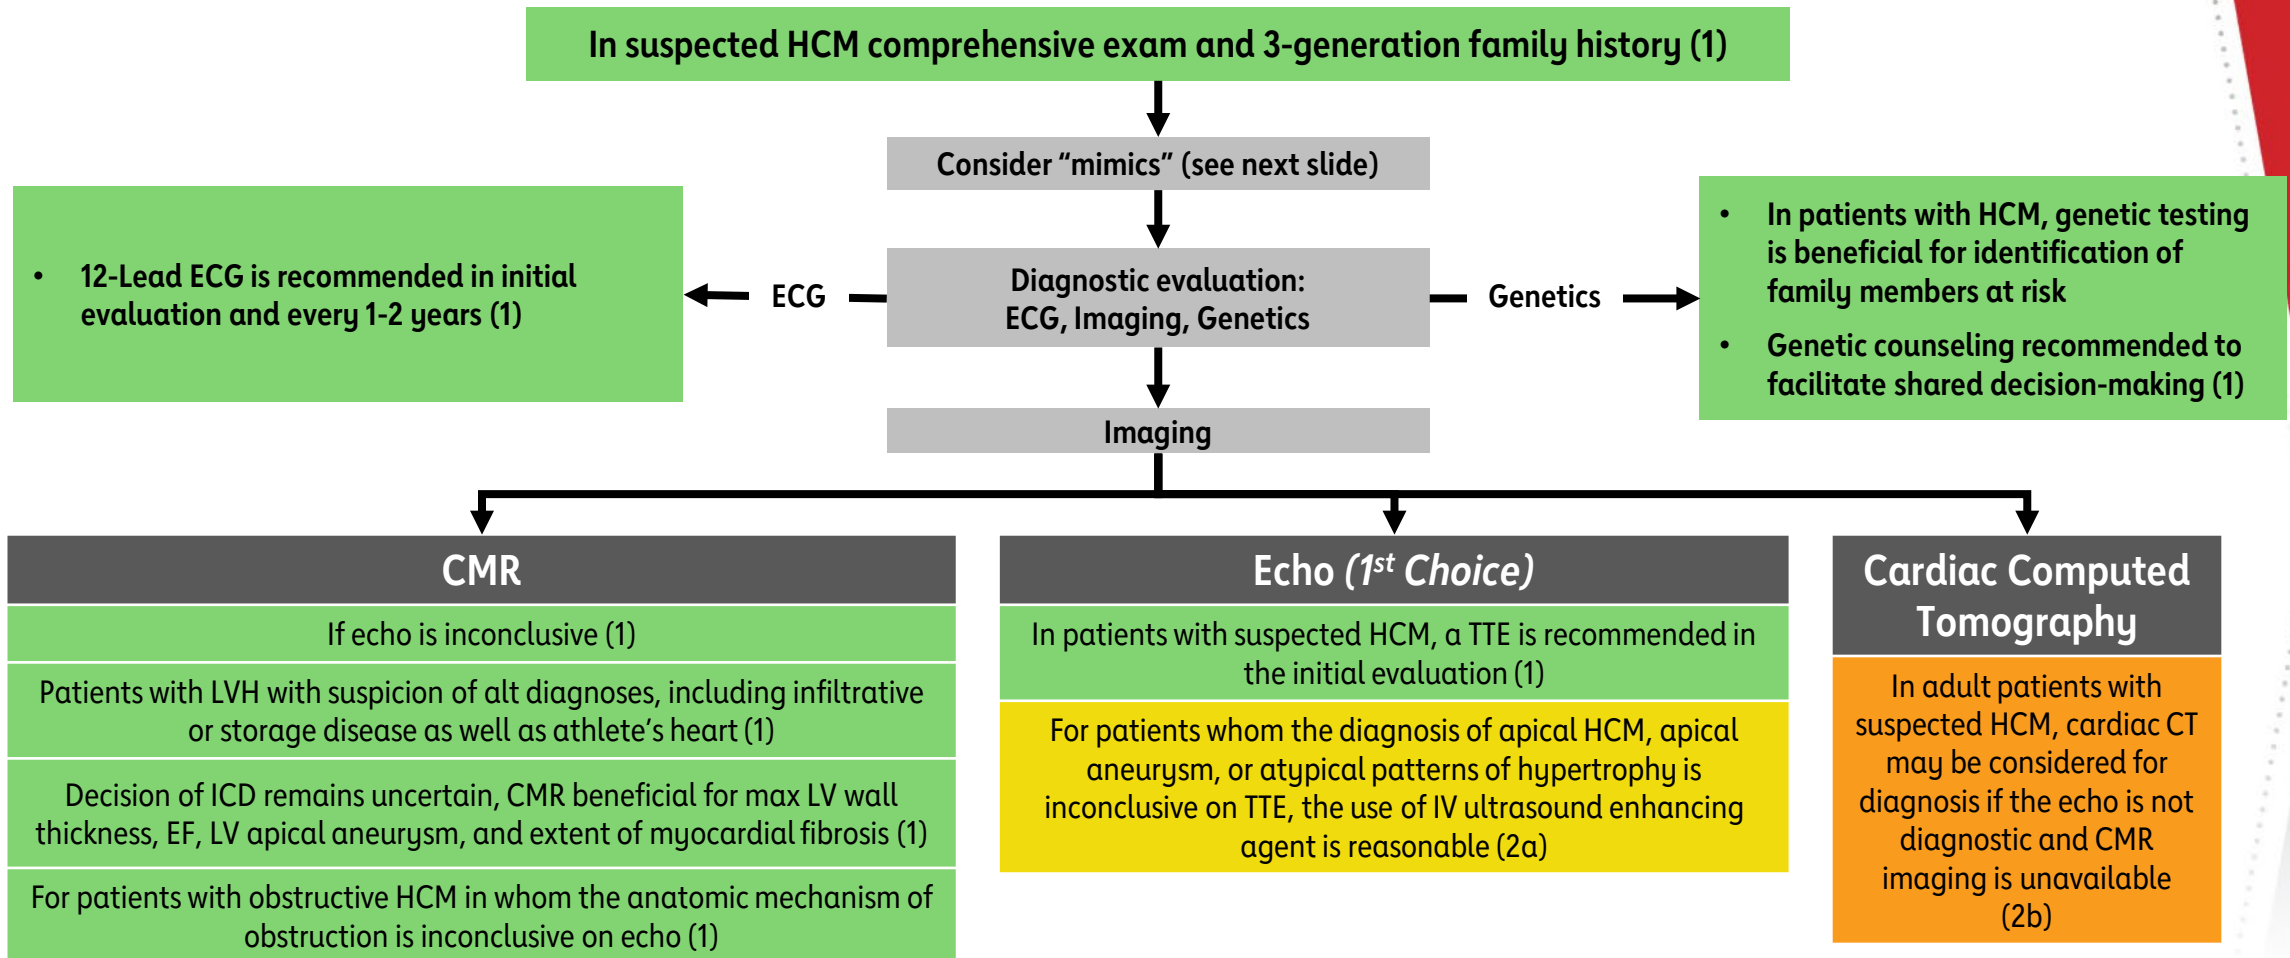 In suspected HCM comprehensive exam and 3-generation family history (1)
Consider “mimics” (see next slide)
• 12-Lead ECG is recommended in initial
evaluation and every 1-2 years (1)
ECG
Diagnostic evaluation:
ECG, Imaging, Genetics
Genetics
• In patients with HCM, genetic testing
is beneficial for identification of
family members at risk
• Genetic counseling recommended to
facilitate shared decision-making (1)
Imaging
CMR
If echo is inconclusive (1)
Patients with LVH with suspicion of alt diagnoses, including infiltrative
or storage disease as well as athlete’s heart (1)
Decision of ICD remains uncertain, CMR beneficial for max LV wall
thickness, EF, LV apical aneurysm, and extent of myocardial fibrosis (1)
For patients with obstructive HCM in whom the anatomic mechanism of
obstruction is inconclusive on echo (1)
Echo (1st Choice)
In patients with suspected HCM, a TTE is recommended in
the initial evaluation (1)
For patients whom the diagnosis of apical HCM, apical
aneurysm, or atypical patterns of hypertrophy is
inconclusive on TTE, the use of IV ultrasound enhancing
agent is reasonable (2a)
Cardiac Computed
Tomography
In adult patients with
suspected HCM, cardiac CT
may be considered for
diagnosis if the echo is not
diagnostic and CMR
imaging is unavailable
(2b)